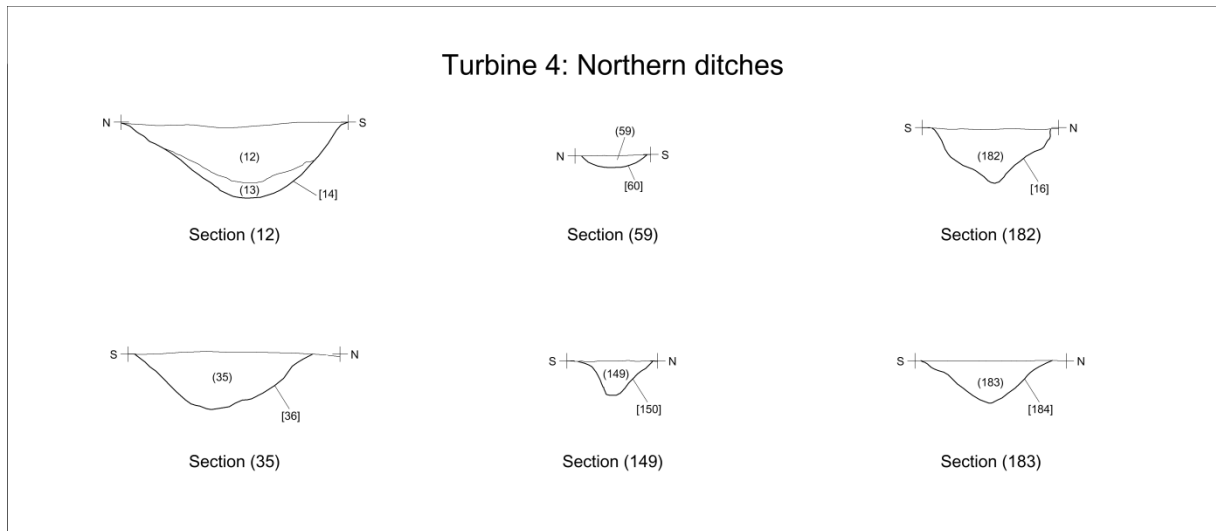 Turbine 4: Northern ditches
N
S
(12)
(13)
[14]
Section (12)
(59)
N
S
[60]
Section (59)
S
N
(182)
[16]
Section (182)
S
N
(35)
[36]
Section (35)
S
N
(149)
[150]
Section (149)
S
N
(183)
[184]
Section (183)